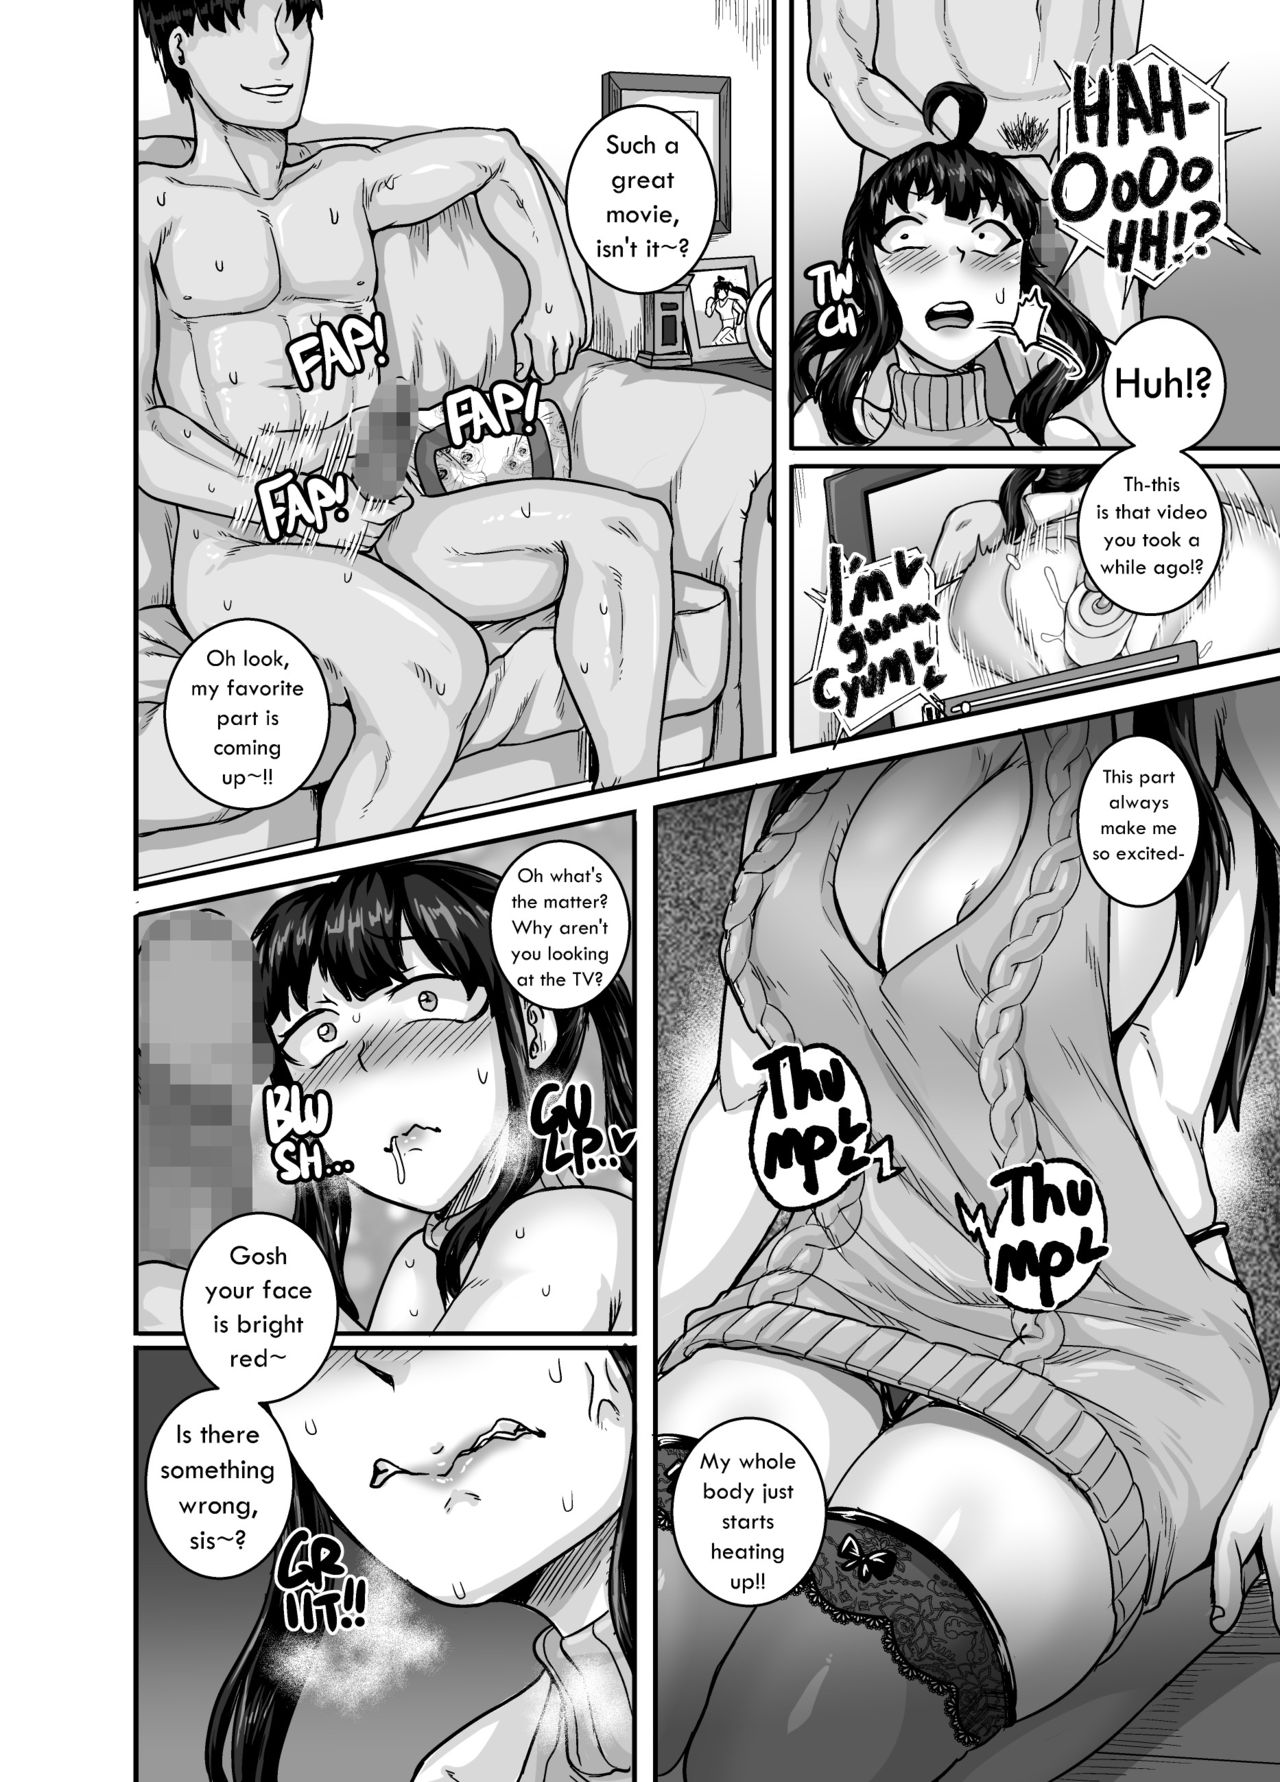 Such a
great
movie,
isn't it~?
FAP!
FAP!
FAP!
Oh look,
my favorite
part is
coming
up~!!
HAH-
OoOo
HH!?
TW
CH
Huh!?
Th-this
is that video
you took a
while ago!?
I'm
gonna
Cyum
Oh what's
the matter?
Why aren't
you looking
at the TV?
BLU
SH...
GU
LP...
Gosh
your face
is bright
red~
Is there
something
wrong,
sis~?
GR
IIT!!
This part
always
make me
so excited-
Thu
mp
Thu
mp
My whole
body just
starts
heating
up!!